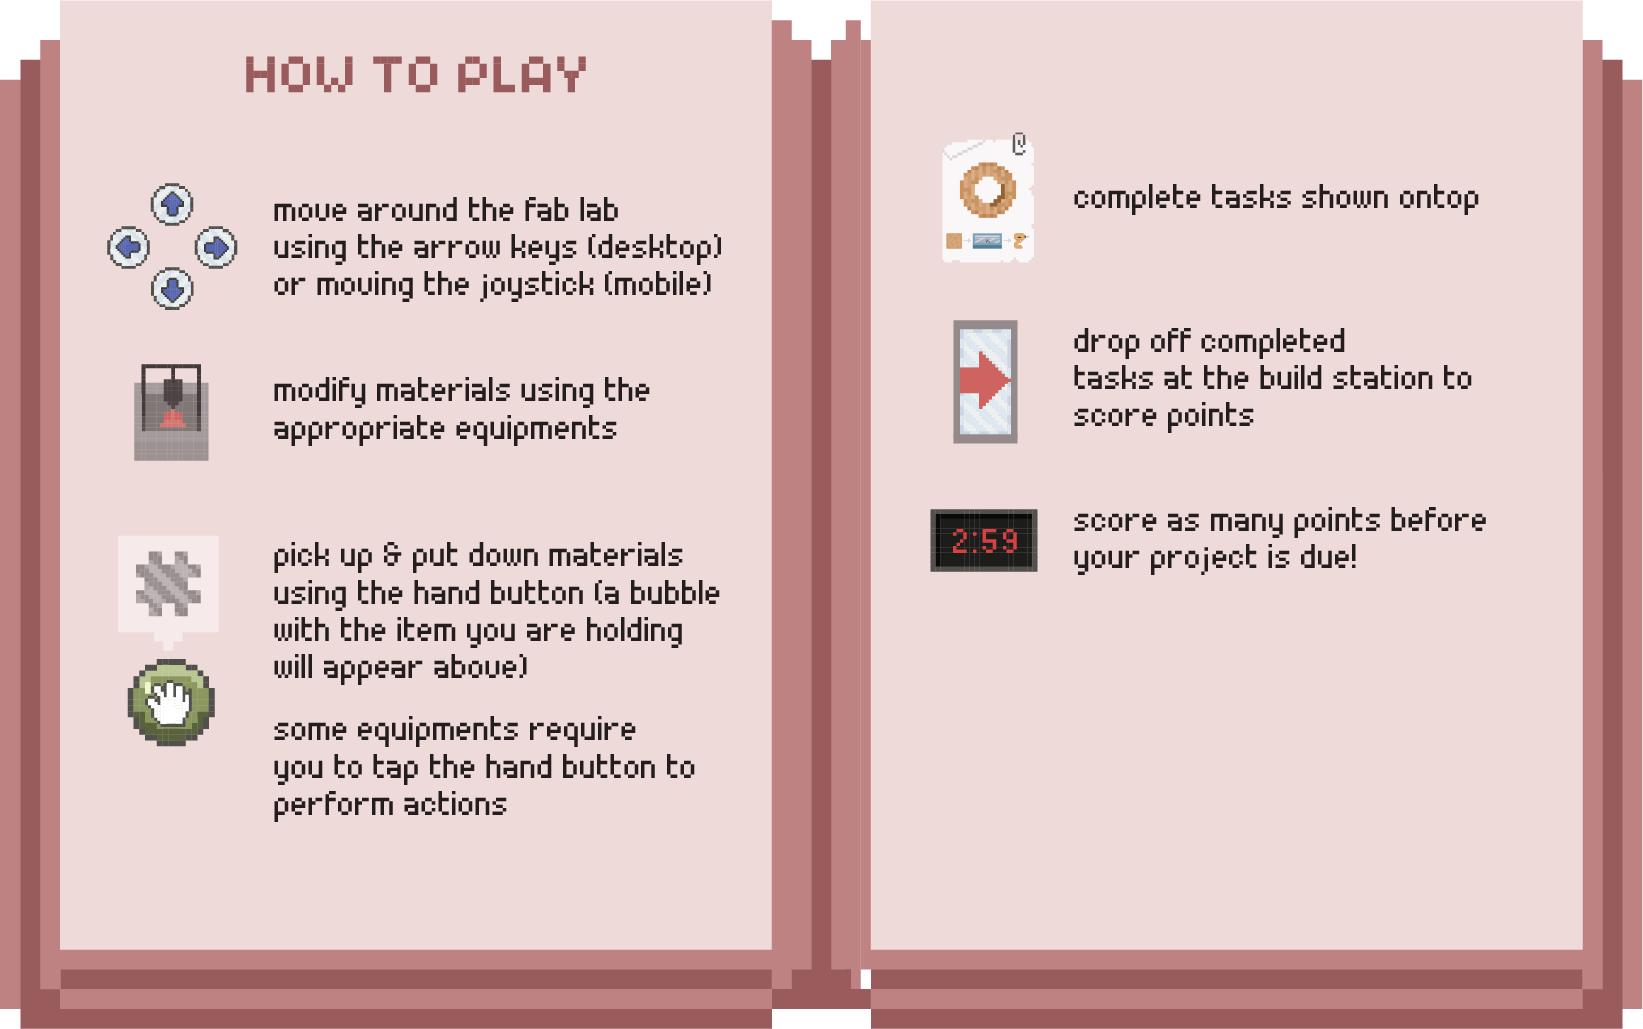 HOW TO PLAY
move around the fab lab
using the arrow keys (desktop)
or moving the joystick (mobile)
modify materials using the
appropriate equipments
pick up & put down materials
using the hand button (a bubble
with the item you are holding
will appear above)
some equipments require
you to tap the hand button to
perform actions
complete tasks shown ontop
drop off completed
tasks at the build station to
score points
2:59
score as many points before
your project is due!